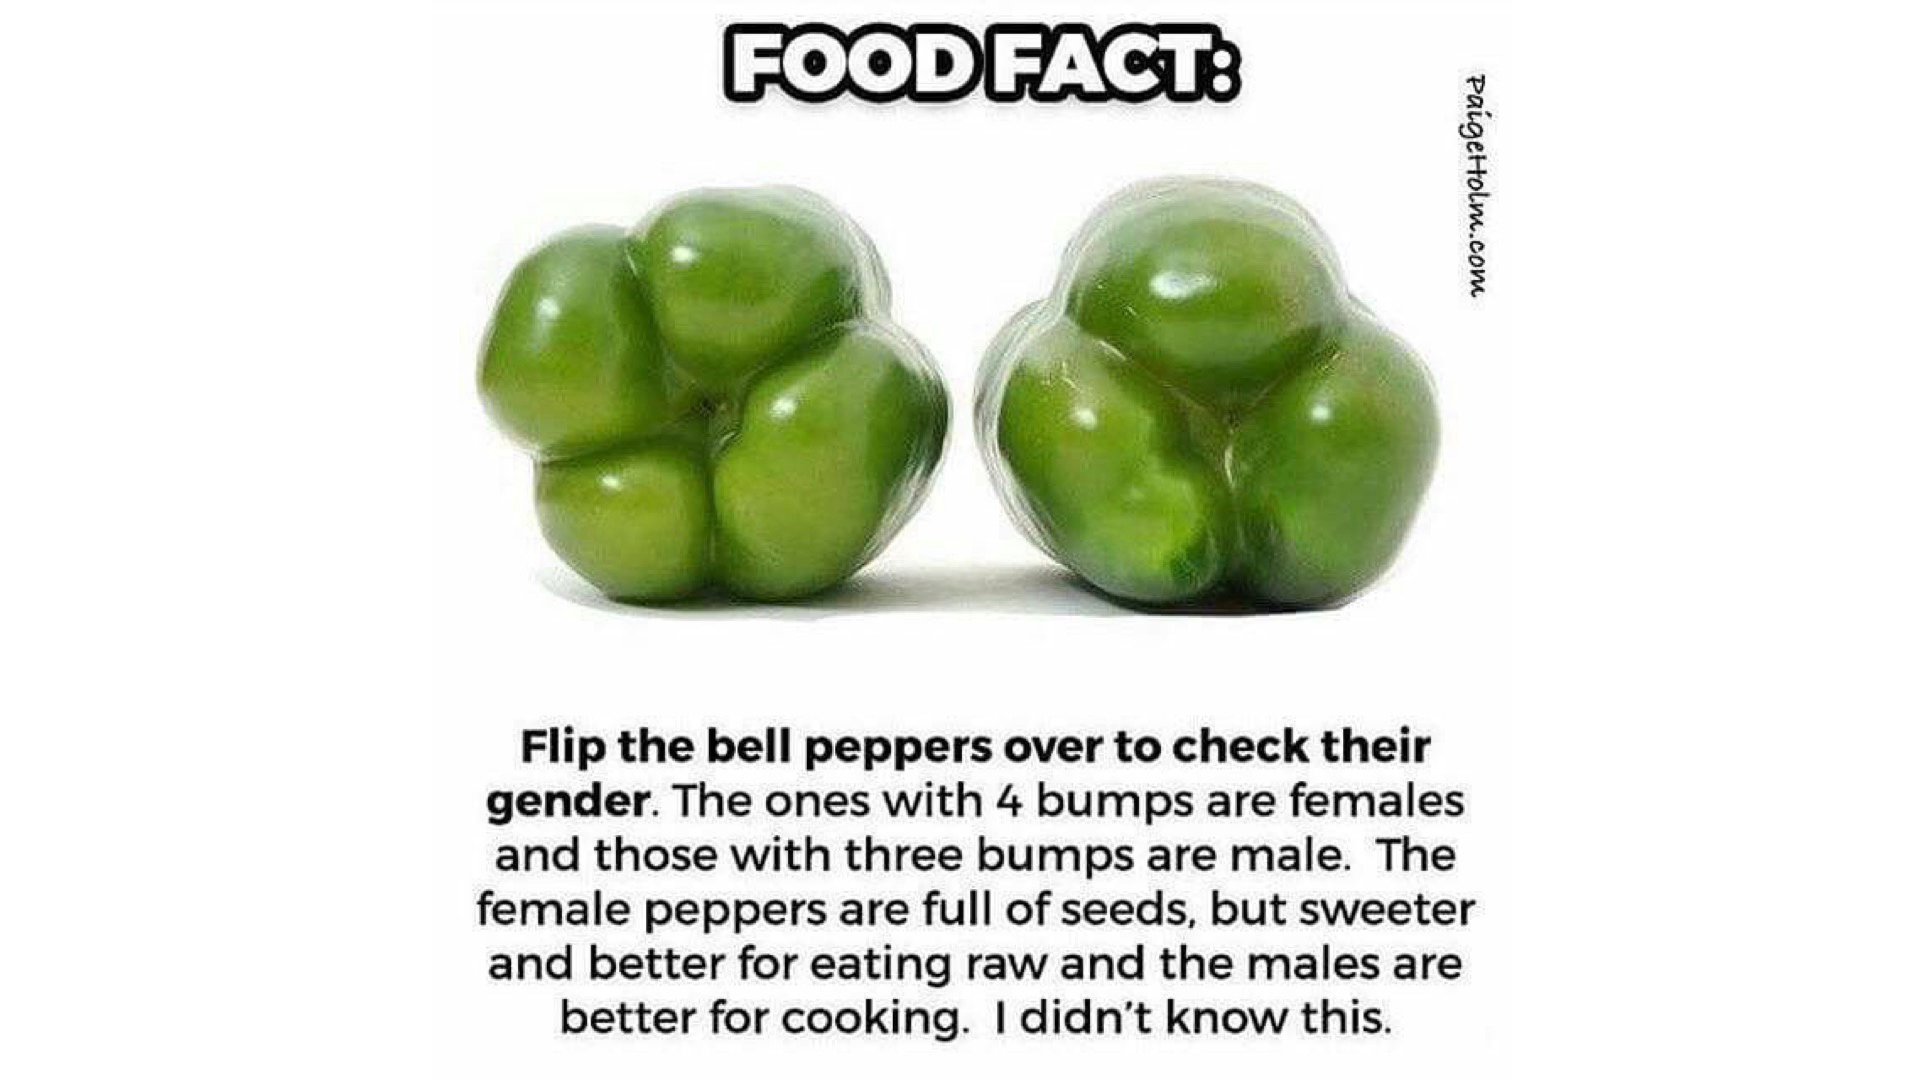 FOOD FACT:
PaigeHolm.com
Flip the bell peppers over to check their
gender. The ones with 4 bumps are females
and those with three bumps are male. The
female peppers are full of seeds, but sweeter
and better for eating raw and the males are
better for cooking. I didn't know this.